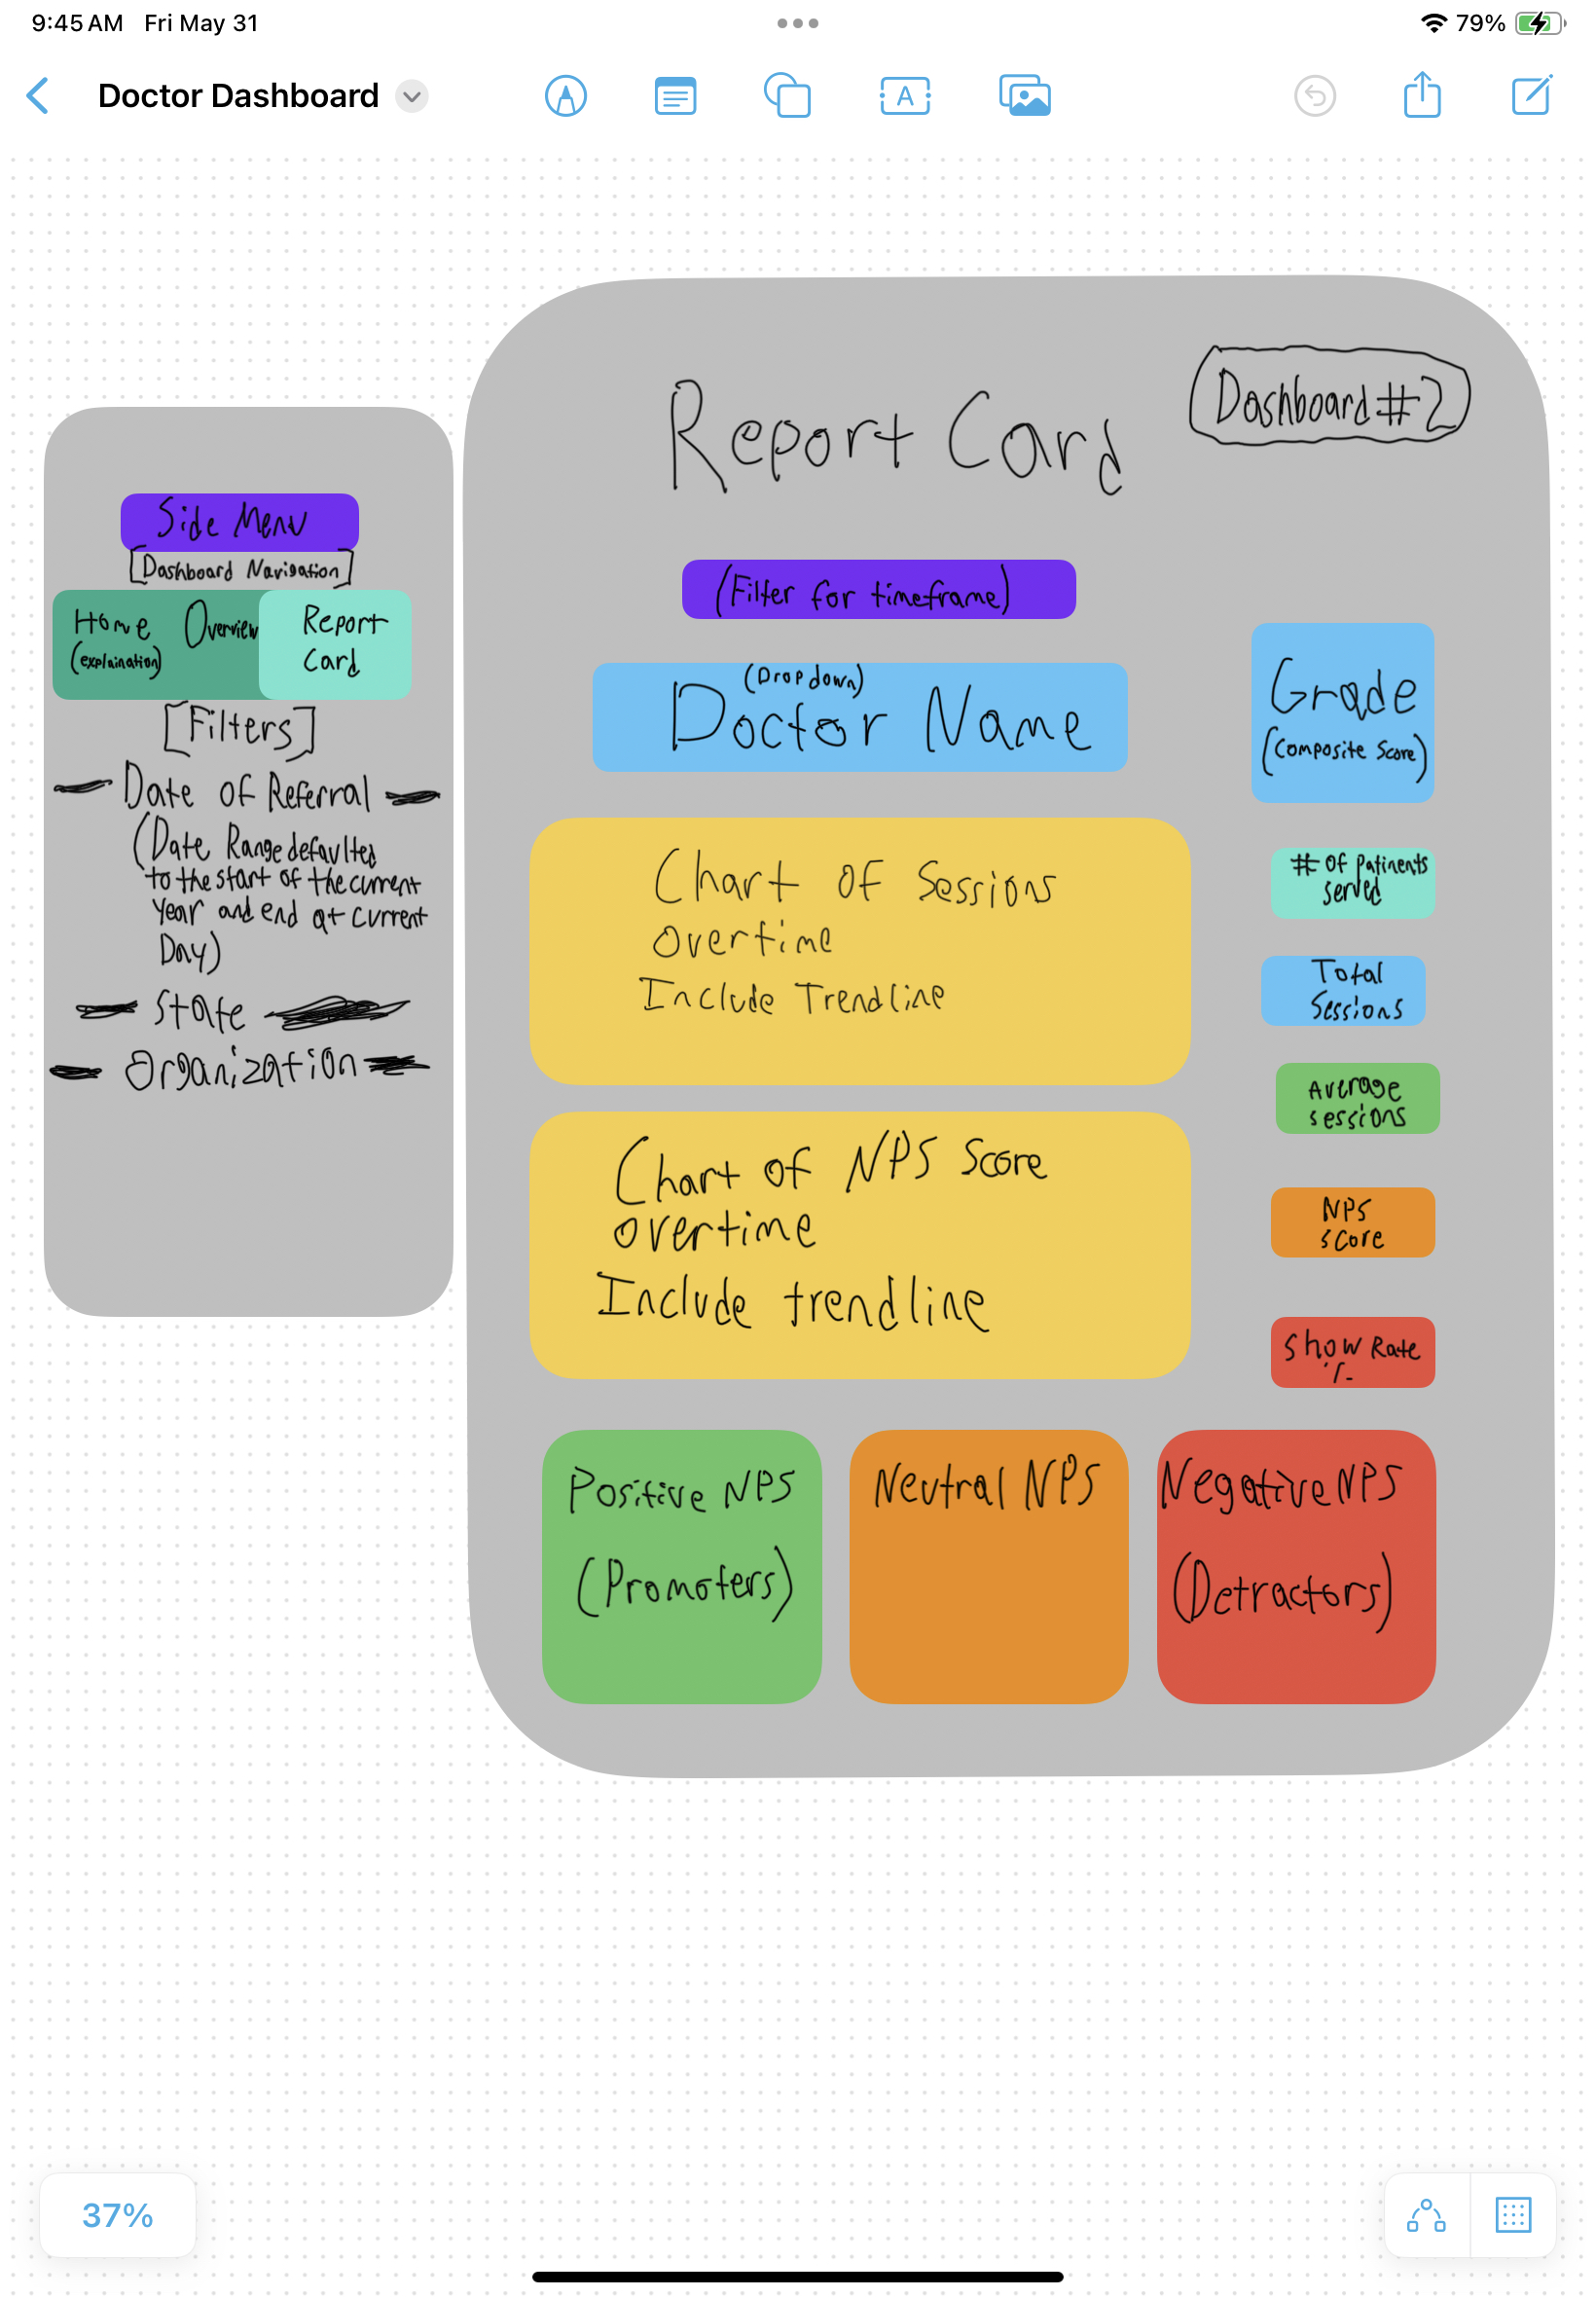 9:45 AM Fri May 31
79%
Doctor Dashboard
A
Dashboard #2
Report Card
Side Menu
[Dashboard Navigation]
Home Overview Report
(explaination) Card
[Filters]
Date of Referral
(Date Range defaulted
to the start of the current
year and end at current
Day)
State
Organization
(Filter for timeframe)
(Dropdown)
Doctor Name
Grade
(Composite Score)
Chart of Sessions
overtime
Include Trendline
# of patinents
served
Total
Sessions
Average
sessions
Chart of NPS Score
overtime
Include trendline
NPS
score
Show Rate
Positive NPS
(Promoters)
Neutral NPS
Negative NPS
(Detractors)
37%